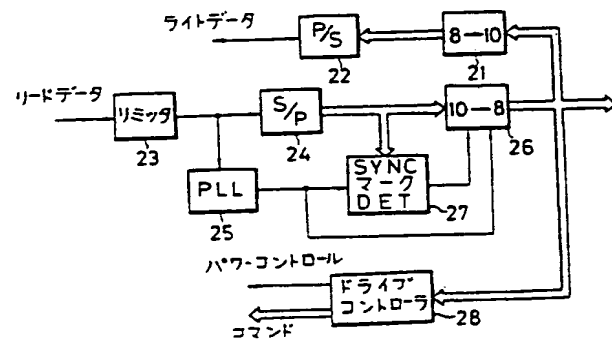 ライトデータ
P/S
22
8-10
21
リードデータ
リミッタ
23
S/P
24
10-8
26
PLL
25
SYNC
マーク
DET
27
パワーコントロール
ドライブ
コントローラ
28
コマンド